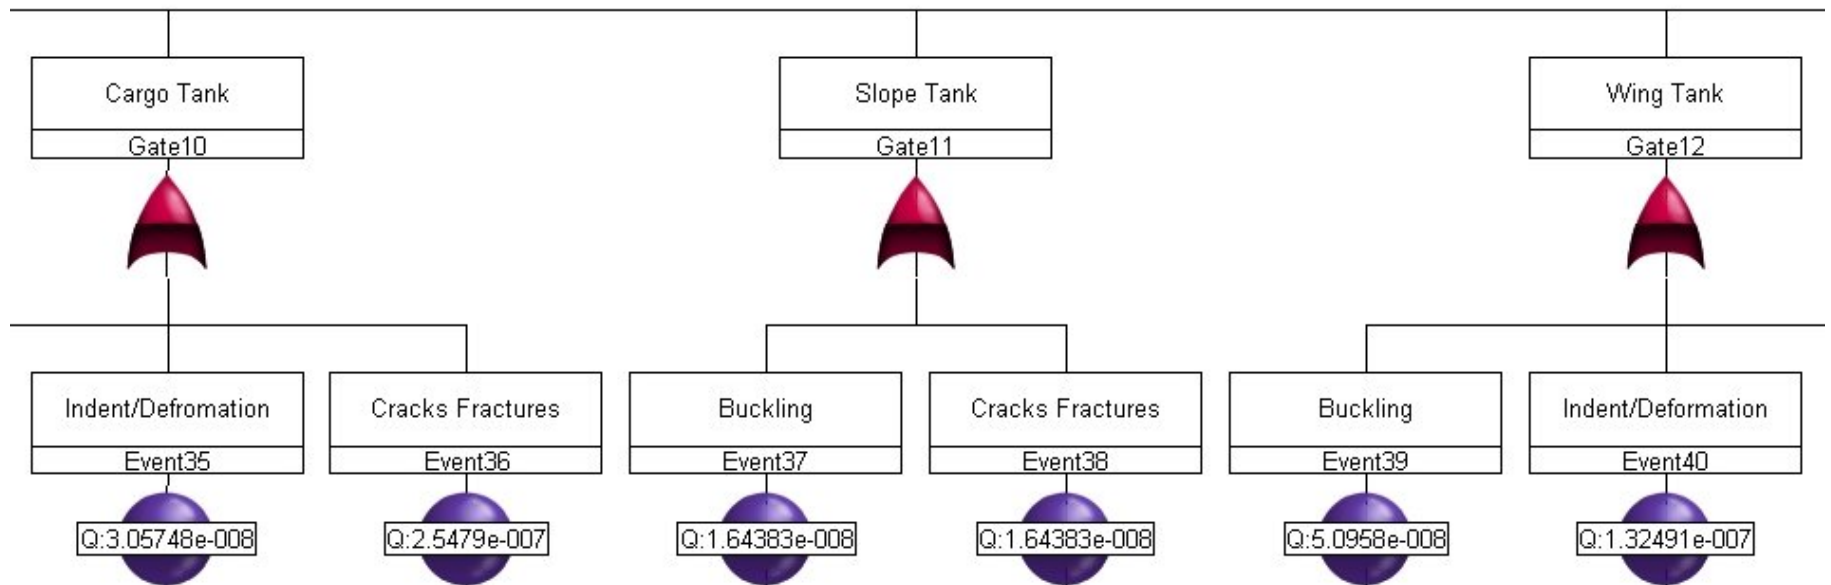 Cargo Tank
Gate10
Slope Tank
Gate11
Wing Tank
Gate12
Indent/Defromation
Event35
Q:3.05748e-008
Cracks Fractures
Event36
Q:2.5479e-007
Buckling
Event37
Q:1.64383e-008
Cracks Fractures
Event38
Q:1.64383e-008
Buckling
Event39
Q:5.0958e-008
Indent/Deformation
Event40
Q:1.32491e-007